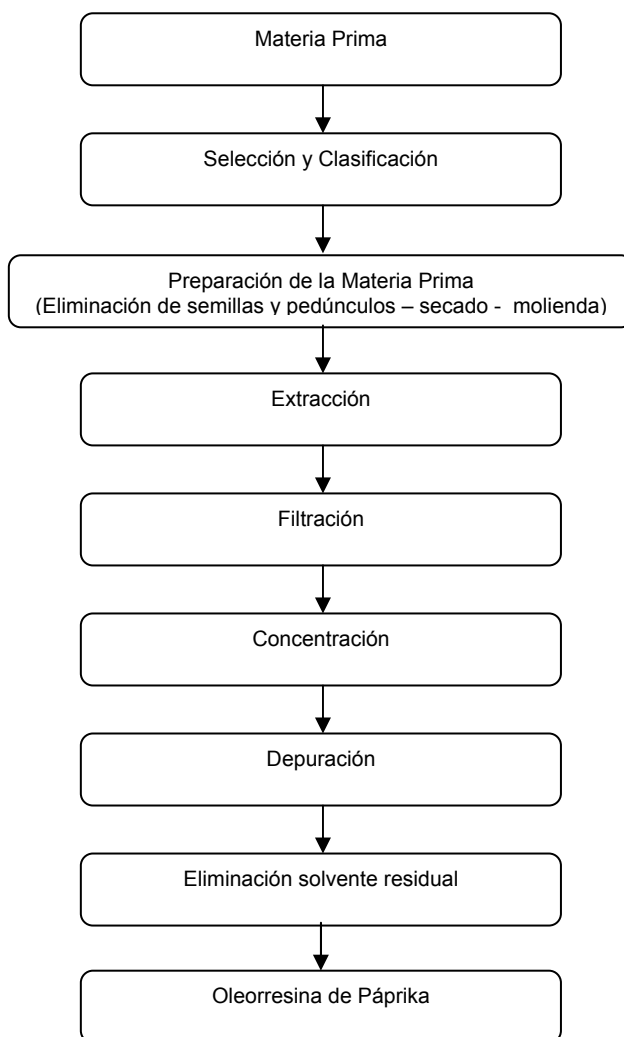 Materia Prima
Selección y Clasificación
Preparación de la Materia Prima
(Eliminación de semillas y pedúnculos – secado -  molienda)
Extracción
Filtración
Concentración
Depuración
Eliminación solvente residual
Oleorresina de Páprika